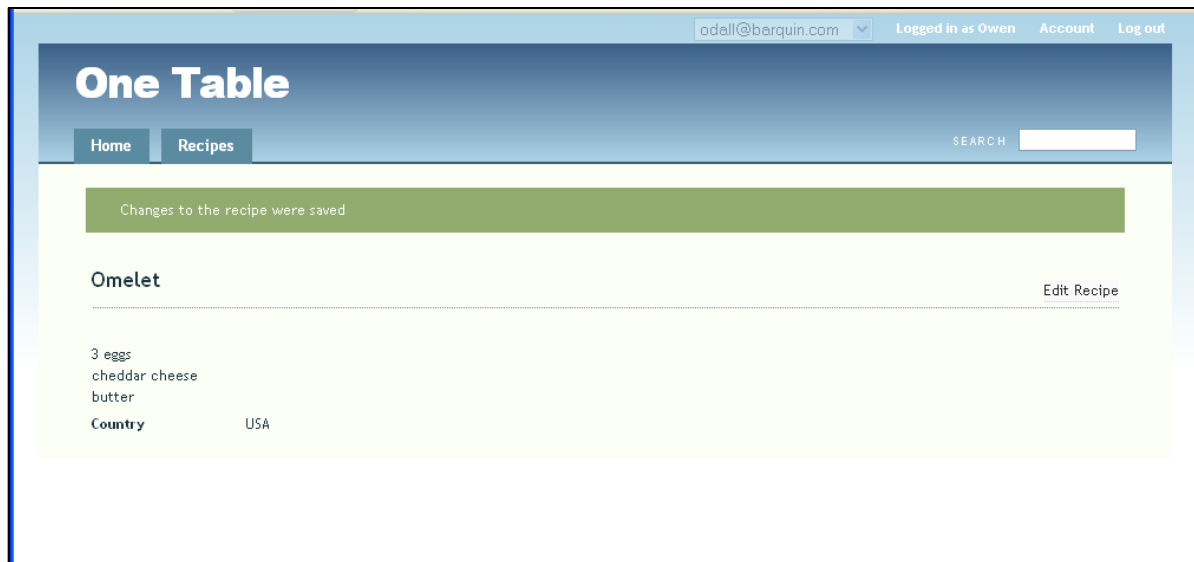 odall@barquin.com Logged in as Owen Account Log out
One Table
Home Recipes SEARCH
Changes to the recipe were saved
Omelet
Edit Recipe
3 eggs
cheddar cheese
butter
Country USA